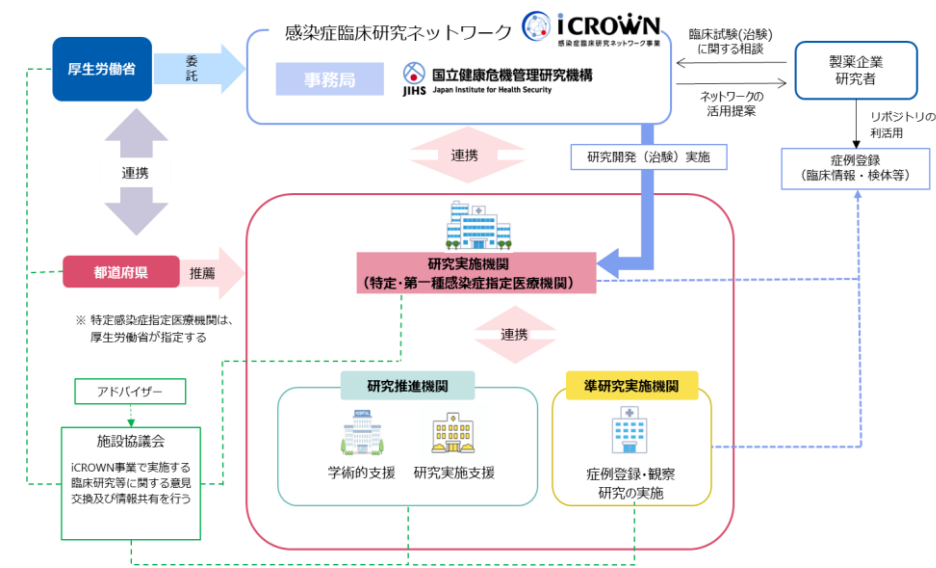 感染症臨床研究ネットワーク
iCROWN
感染症臨床研究ネットワーク事業
厚生労働省
委
託
事務局
JIHS
国立健康危機管理研究機構
Japan Institute for Health Security
臨床試験(治験)
に関する相談
ネットワークの
活用提案
製薬企業
研究者
リポジトリの
利活用
症例登録
（臨床情報・検体等）
連携
連携
研究開発（治験）実施
都道府県
推薦
※ 特定感染症指定医療機関は、
厚生労働省が指定する
研究実施機関
（特定・第一種感染症指定医療機関）
連携
アドバイザー
施設協議会
iCROWN事業で実施する
臨床研究等に関する意見
交換及び情報共有を行う
研究推進機関
学術的支援
研究実施支援
準研究実施機関
症例登録・観察
研究の実施